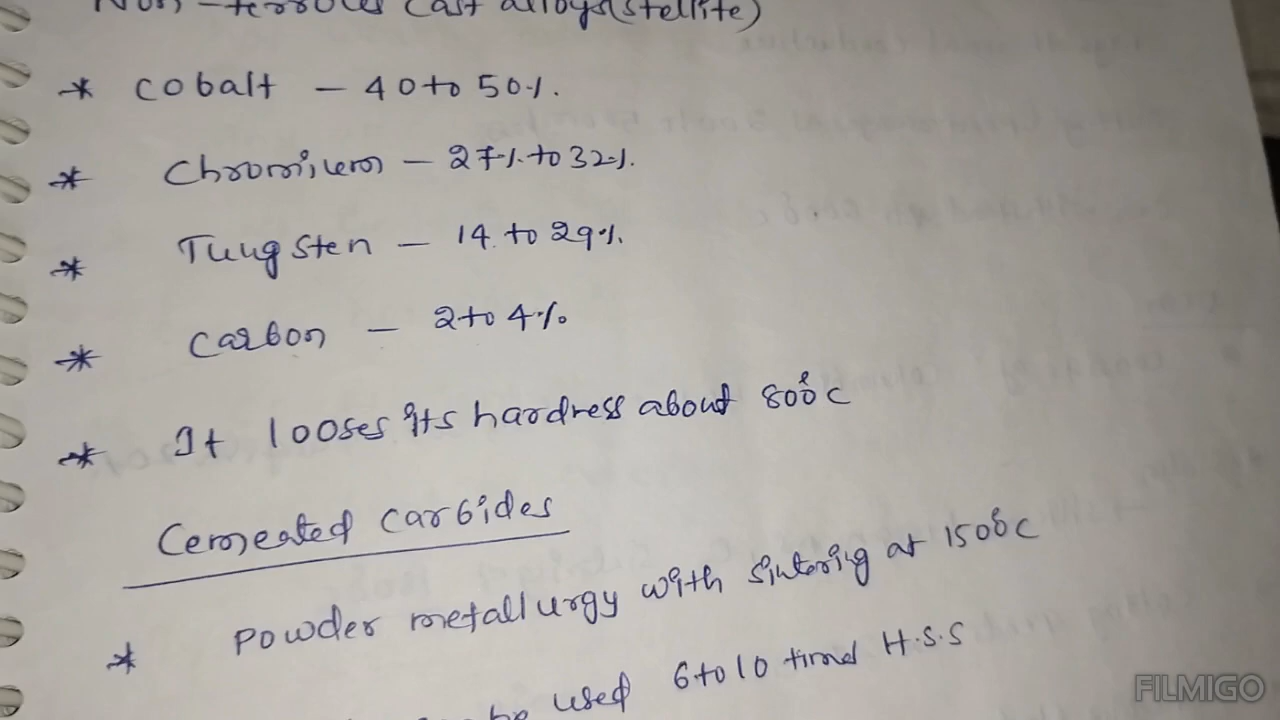 Non-ferrous Cast alloys(stellite)
* cobalt - 40 to 50%.
* Chromium - 27% to 32%.
* Tungsten - 14 to 29%.
* Carbon - 2 to 4%
* It looses its hardness about 800°C
Cemented Carbides
* Powder metallurgy with sintering at 1500°C
be used 6 to 10 times H.S.S
FILMIGO